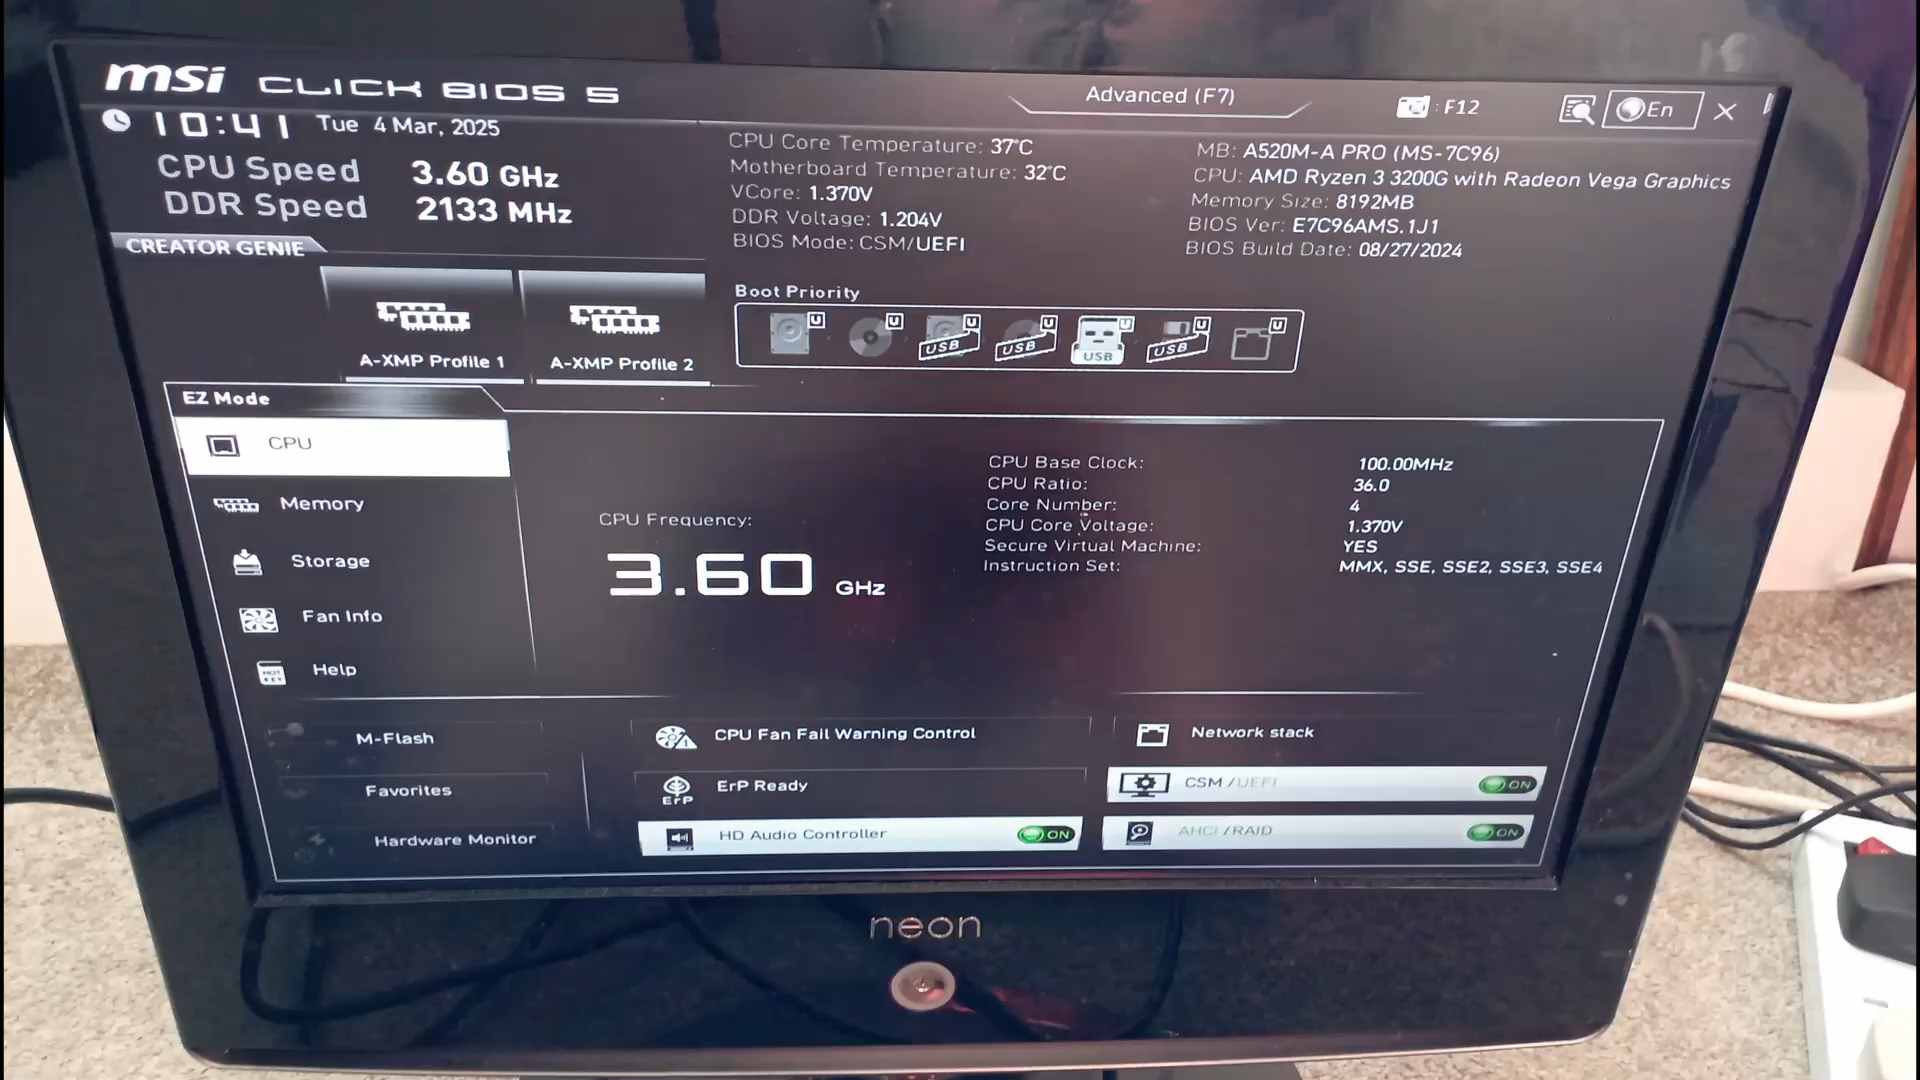 msi CLICK BIOS 5
Advanced (F7)
: F12
En
X
10:41 Tue 4 Mar, 2025
CPU Speed 3.60 GHz
DDR Speed 2133 MHz
CPU Core Temperature: 37°C
Motherboard Temperature: 32°C
VCore: 1.370V
DDR Voltage: 1.204V
BIOS Mode: CSM/UEFI
MB: A520M-A PRO (MS-7C96)
CPU: AMD Ryzen 3 3200G with Radeon Vega Graphics
Memory Size: 8192MB
BIOS Ver: E7C96AMS.1J1
BIOS Build Date: 08/27/2024
CREATOR GENIE
A-XMP Profile 1
A-XMP Profile 2
Boot Priority
U U USB U USB U USB U USB U U
EZ Mode
CPU
Memory
Storage
Fan Info
HOT KEY Help
CPU Frequency:
3.60 GHz
CPU Base Clock: 100.00MHz
CPU Ratio: 36.0
Core Number: 4
CPU Core Voltage: 1.370V
Secure Virtual Machine: YES
Instruction Set: MMX, SSE, SSE2, SSE3, SSE4
M-Flash
Favorites
Hardware Monitor
CPU Fan Fail Warning Control
ErP ErP Ready
HD Audio Controller ON
Network stack
CSM /UEFI ON
AHCI /RAID ON
neon